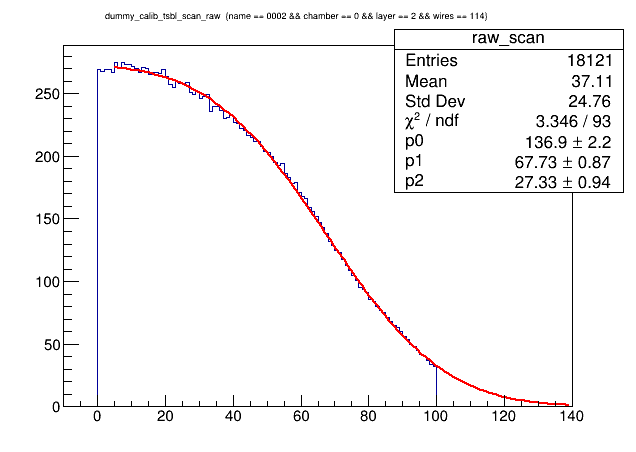 dummy_calib_tsbl_scan_raw (name == 0002 && chamber == 0 && layer == 2 && wires == 114)
raw_scan
Entries 18121
Mean 37.11
Std Dev 24.76
χ² / ndf 3.346 / 93
p0 136.9 ± 2.2
p1 67.73 ± 0.87
p2 27.33 ± 0.94
250
200
150
100
50
0
0 20 40 60 80 100 120 140